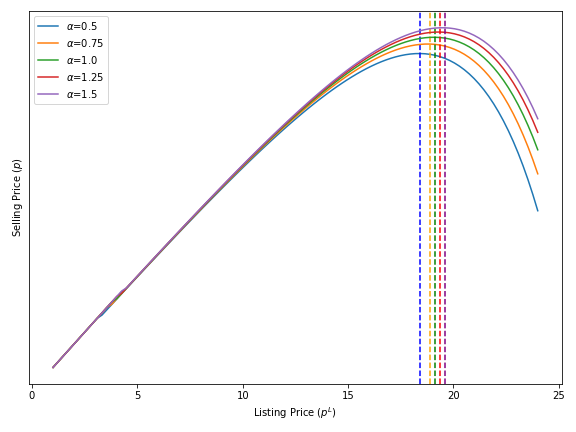 α=0.5
α=0.75
α=1.0
α=1.25
α=1.5
Selling Price (p)
0 5 10 15 20 25
Listing Price (p^L)